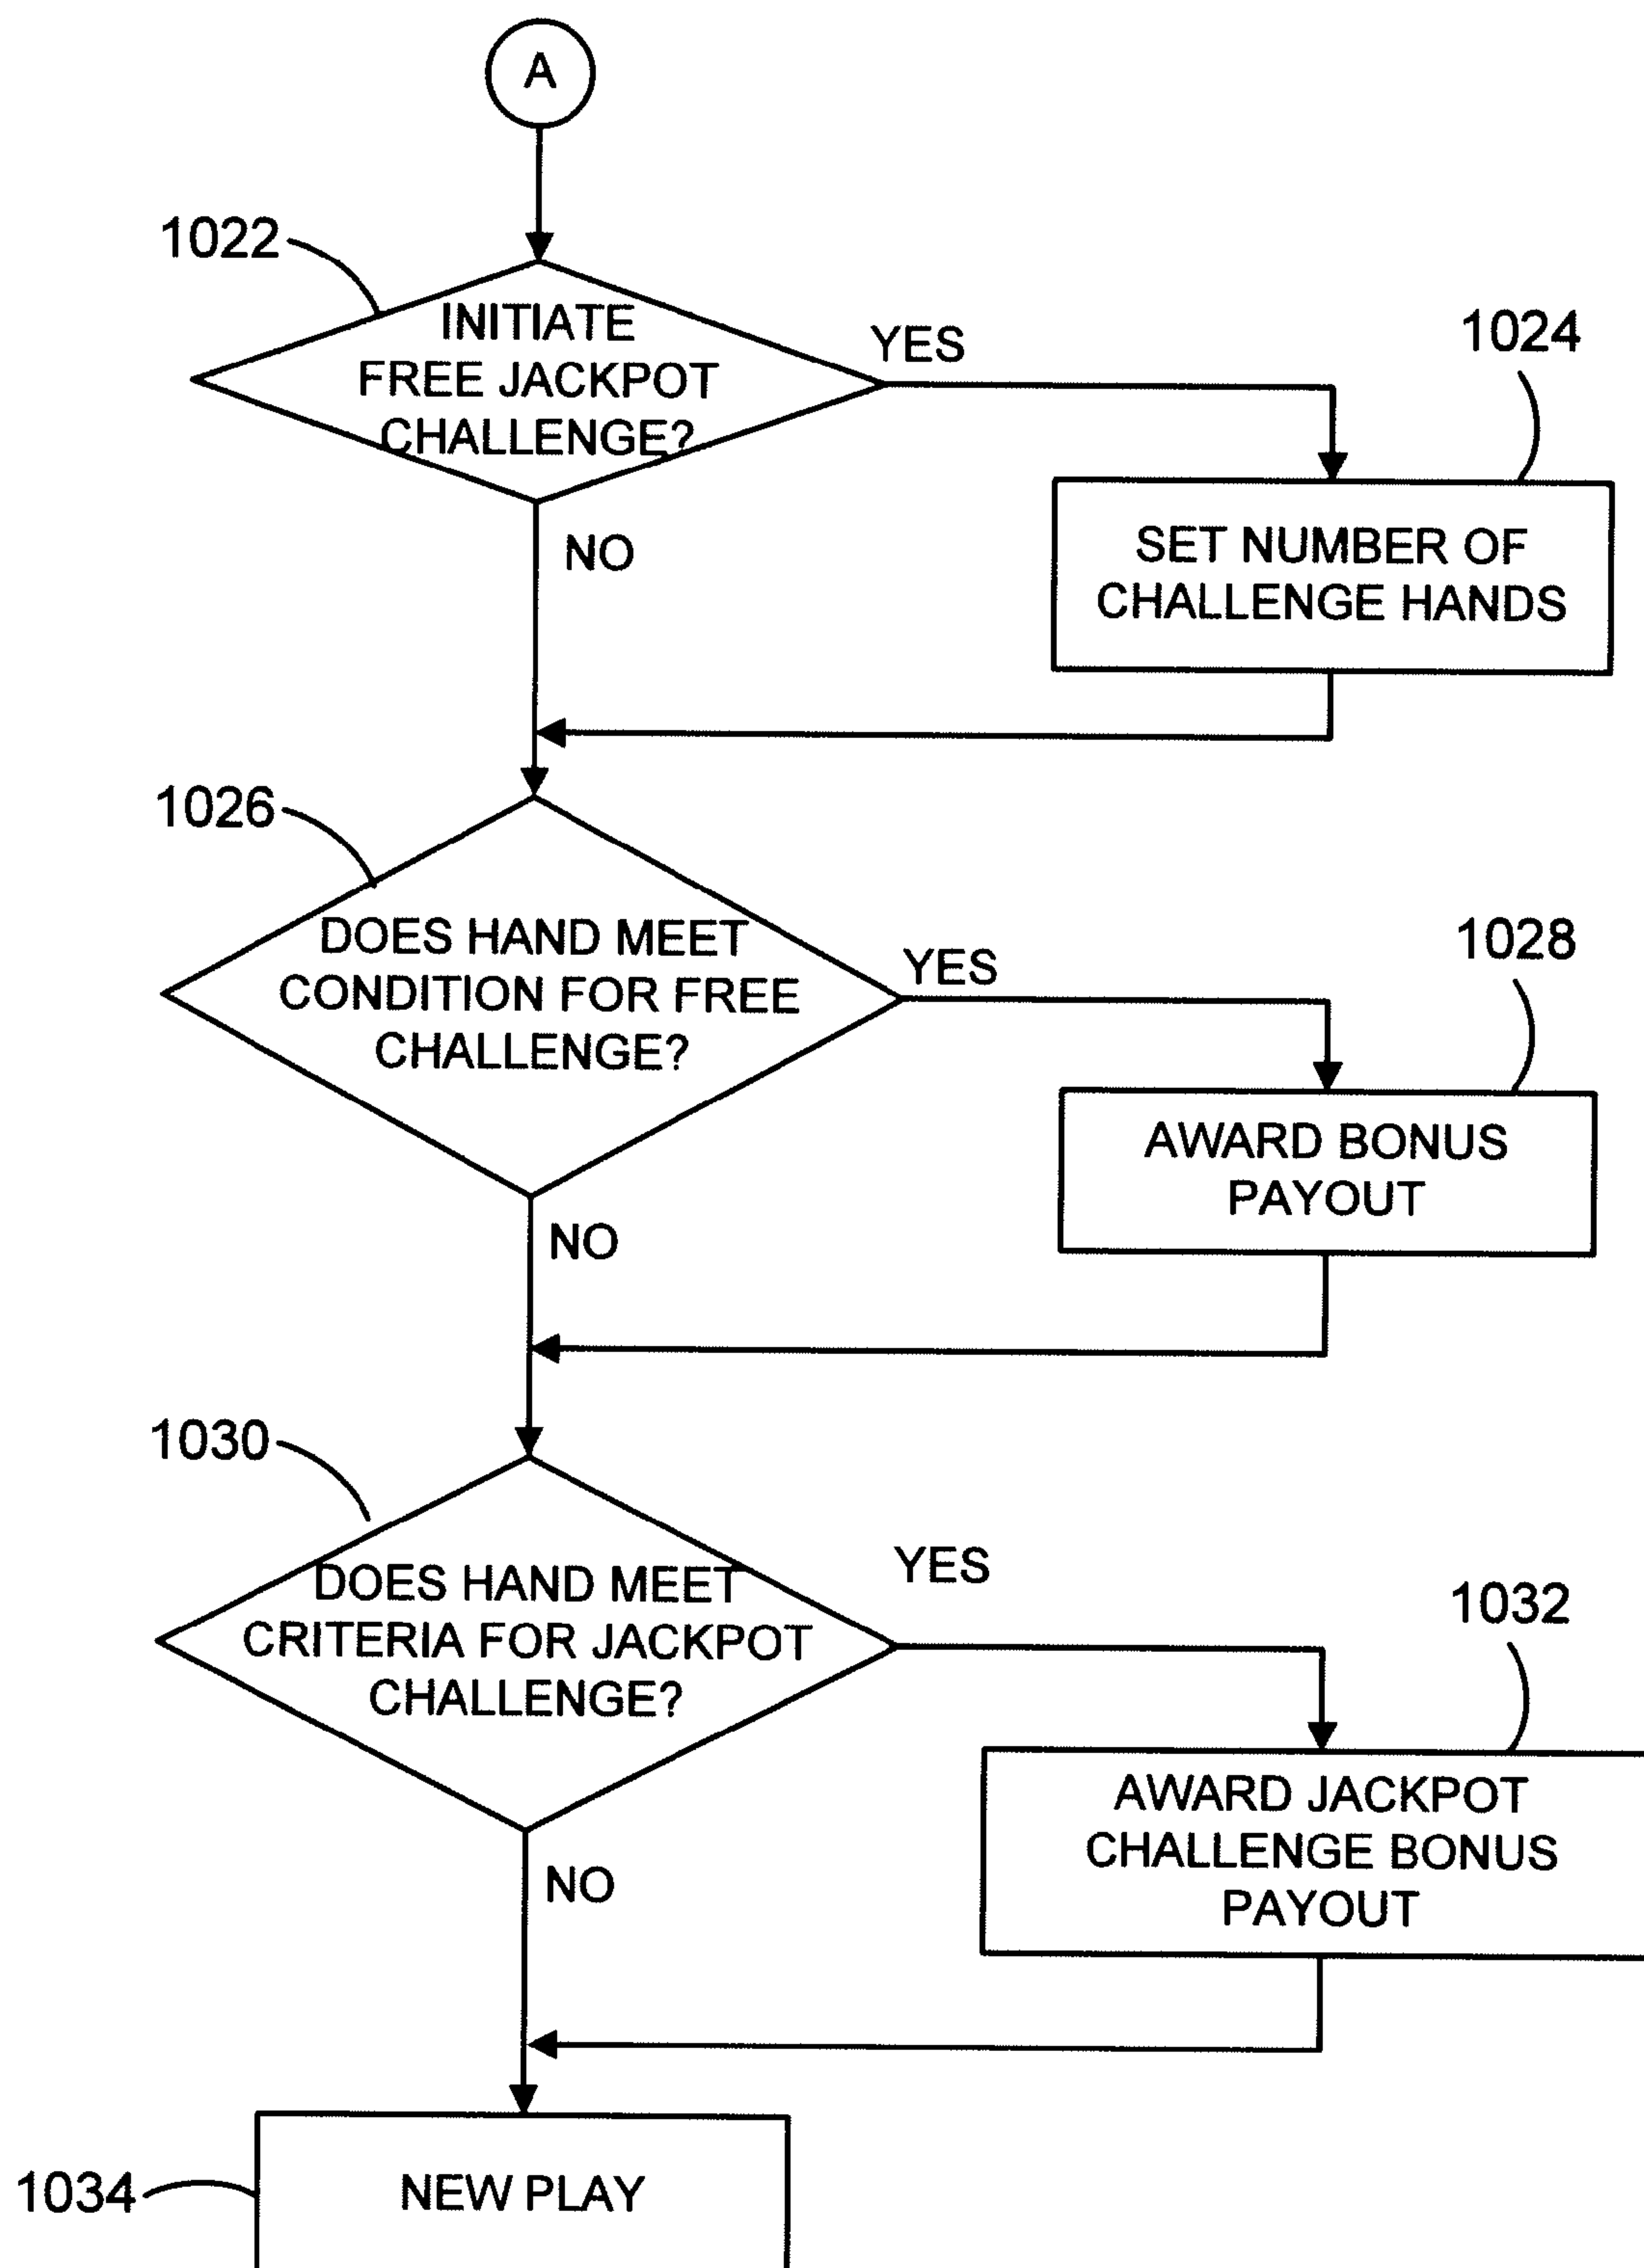 A
1022
INITIATE
FREE JACKPOT
CHALLENGE?
YES
1024
SET NUMBER OF
CHALLENGE HANDS
NO
1026
DOES HAND MEET
CONDITION FOR FREE
CHALLENGE?
YES
1028
AWARD BONUS
PAYOUT
NO
1030
DOES HAND MEET
CRITERIA FOR JACKPOT
CHALLENGE?
YES
1032
AWARD JACKPOT
CHALLENGE BONUS
PAYOUT
NO
1034
NEW PLAY